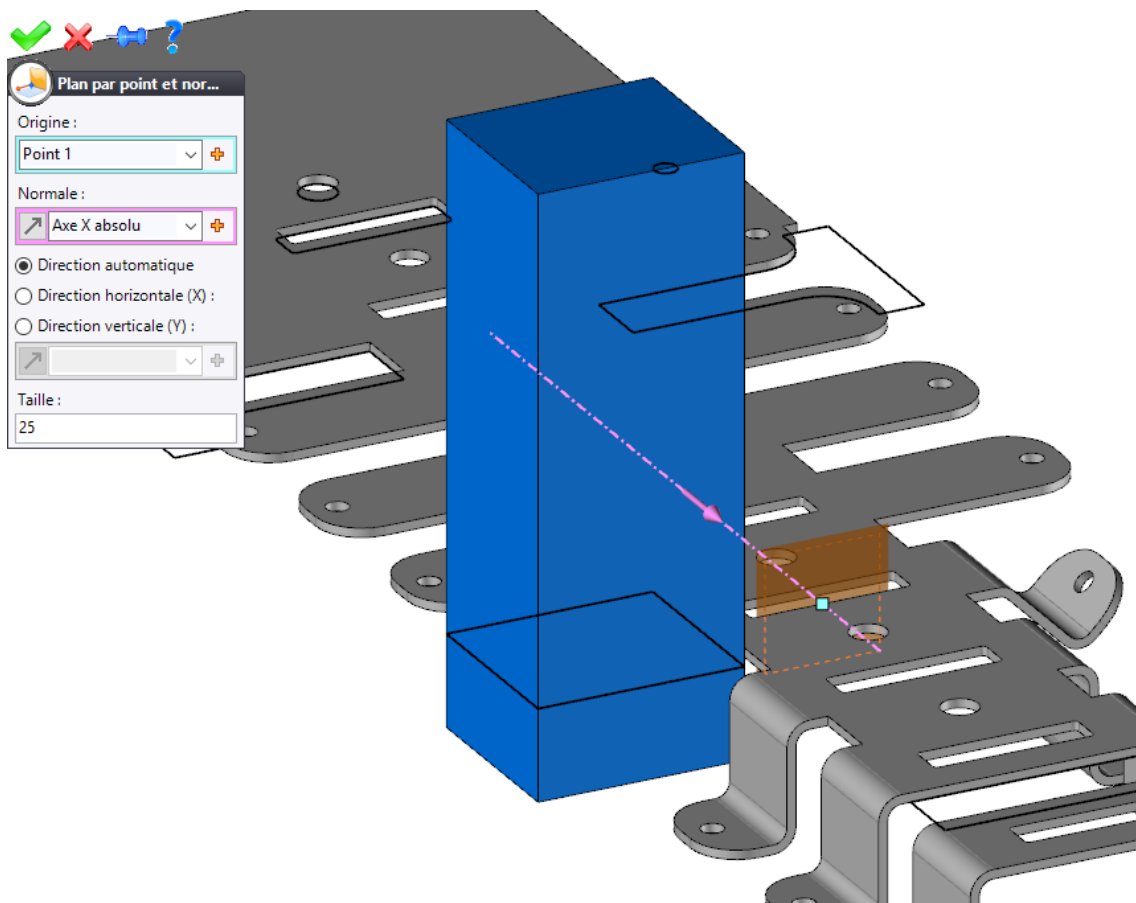 Plan par point et nor...
Origine :
Point 1
Normale :
Axe X absolu
Direction automatique
Direction horizontale (X) :
Direction verticale (Y) :
Taille :
25